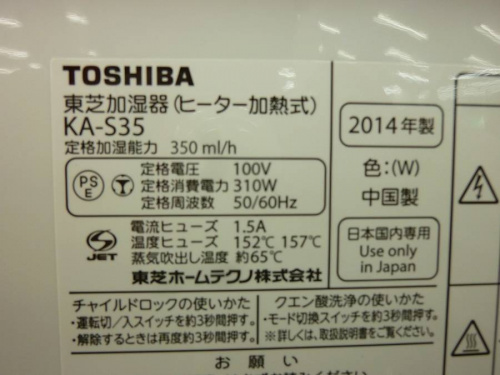 TOSHIBA
東芝加湿器(ヒーター加熱式)
KA-S35
定格加湿能力 350 ml/h
2014年製
PS
E
定格電圧 100V
定格消費電力 310W
定格周波数 50/60Hz
色:(W)
中国製
JET
電流ヒューズ 1.5A
温度ヒューズ 152℃ 157℃
蒸気吹出し温度 約65℃
日本国内専用
Use only
in Japan
東芝ホームテクノ株式会社
チャイルドロックの使いかた
・運転切/入スイッチを約3秒間押す。
・解除するときは再度約3秒間押す。
クエン酸洗浄の使いかた
・モード切換スイッチを約3秒間押す。
※詳しくは、取扱説明書をご覧ください。
お願い